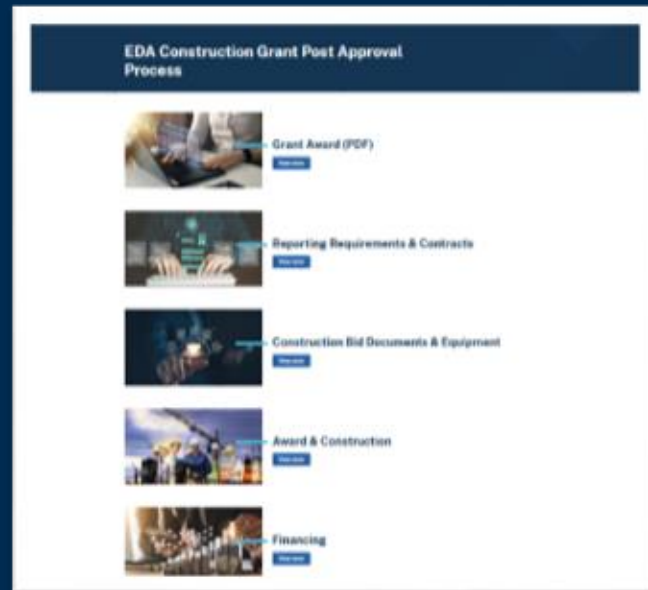 EDA Construction Grant Post Approval
Process
Grant Award (PDF)
Reporting Requirements & Contracts
Construction Bid Documents & Equipment
Award & Construction
Financing